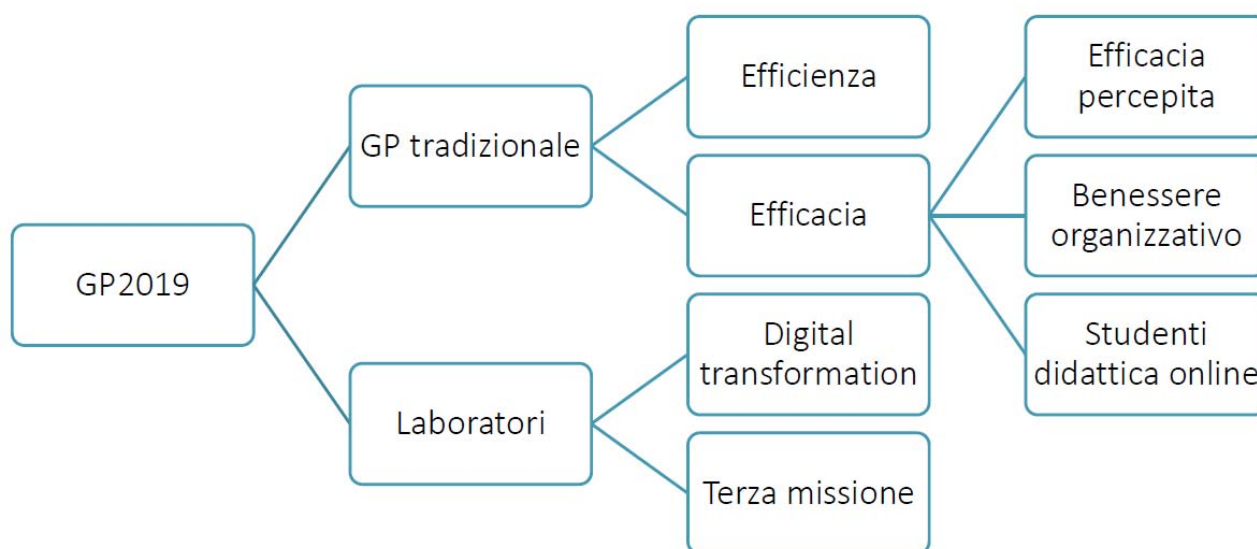 GP2019
GP tradizionale
Laboratori
Efficienza
Efficacia
Digital
transformation
Terza missione
Efficacia
percepita
Benessere
organizzativo
Studenti
didattica online